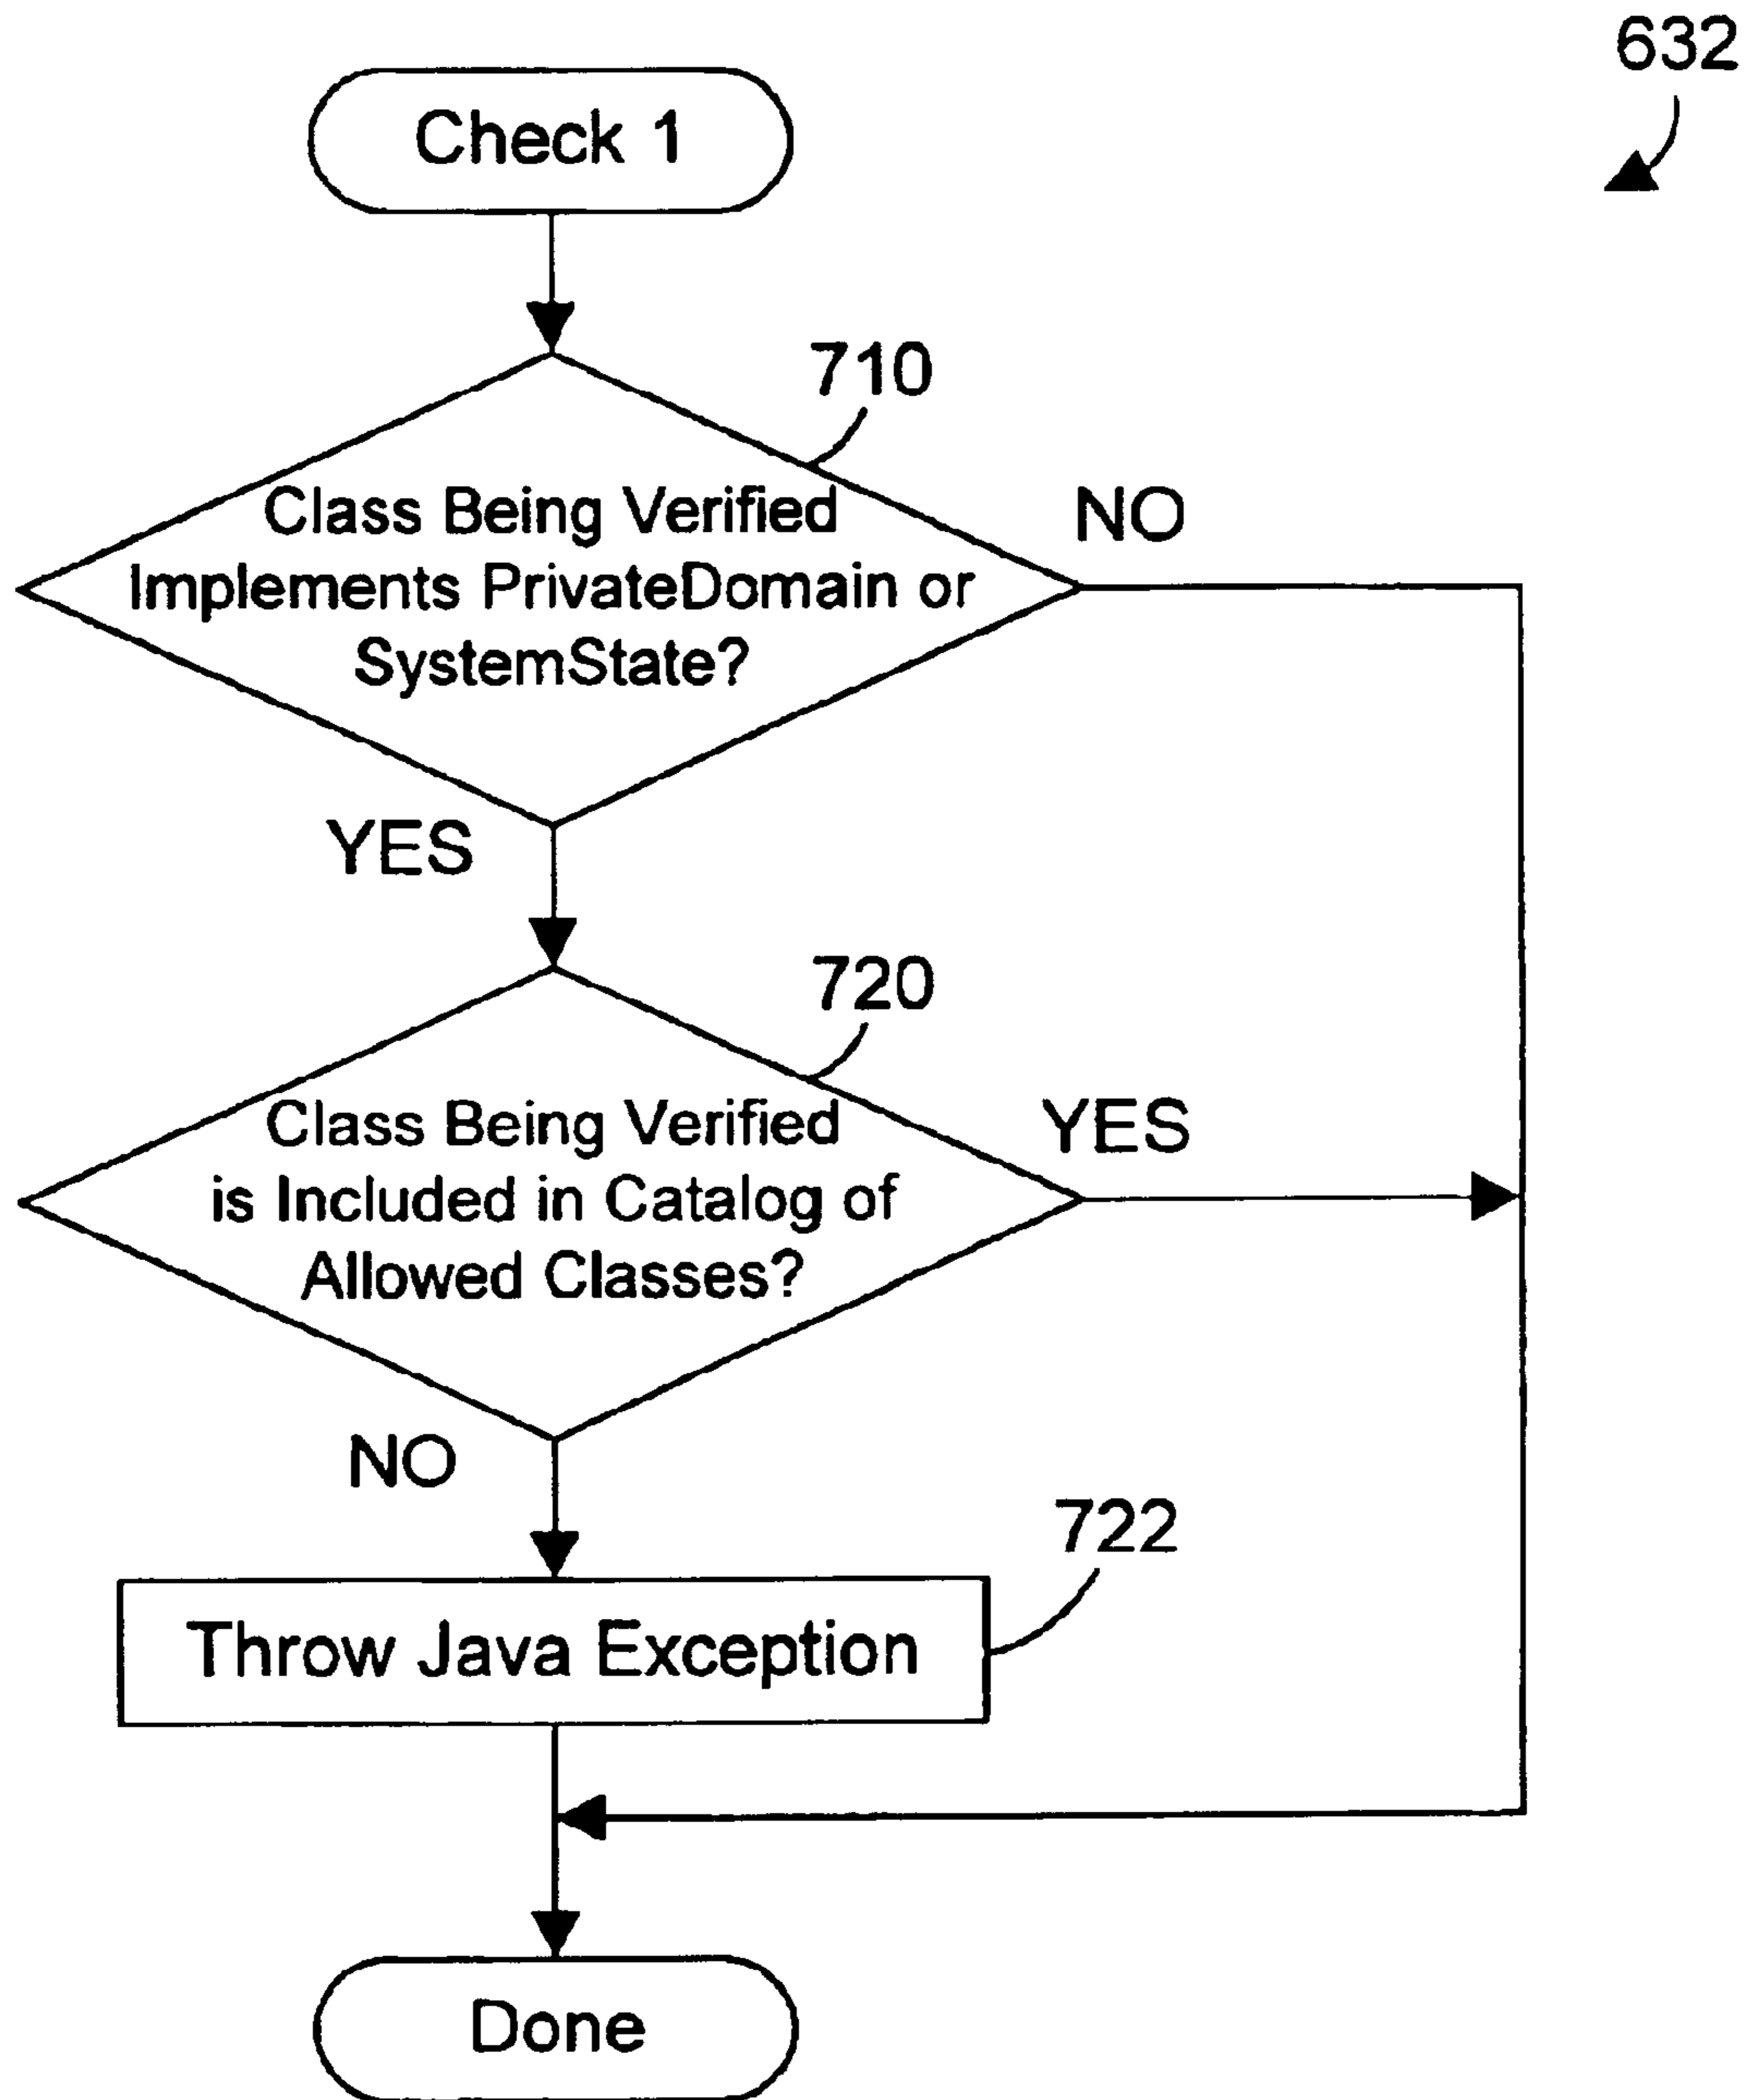 632
Check 1
710
Class Being Verified
Implements PrivateDomain or
SystemState?
NO
YES
720
Class Being Verified
is Included in Catalog of
Allowed Classes?
YES
NO
722
Throw Java Exception
Done